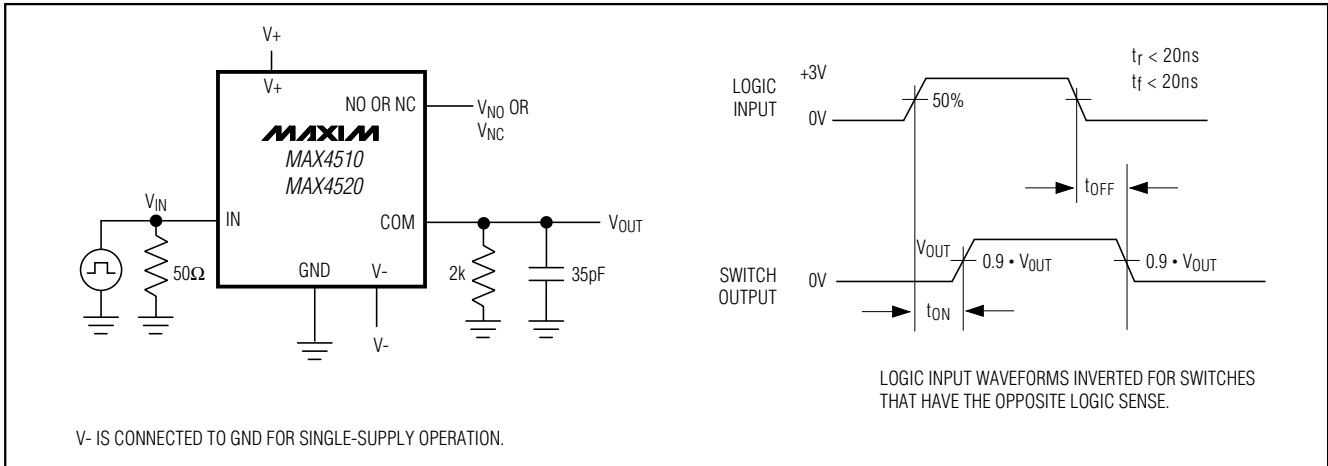 V+
V+
NO OR NC
V_NO OR
V_NC
MAXIM
MAX4510
MAX4520
V_IN
IN
COM
V_OUT
50Ω
GND
V-
2k
35pF
V-
V- IS CONNECTED TO GND FOR SINGLE-SUPPLY OPERATION.
t_r < 20ns
t_f < 20ns
LOGIC
INPUT
+3V
0V
50%
t_OFF
SWITCH
OUTPUT
V_OUT
0V
0.9 • V_OUT
0.9 • V_OUT
t_ON
LOGIC INPUT WAVEFORMS INVERTED FOR SWITCHES
THAT HAVE THE OPPOSITE LOGIC SENSE.